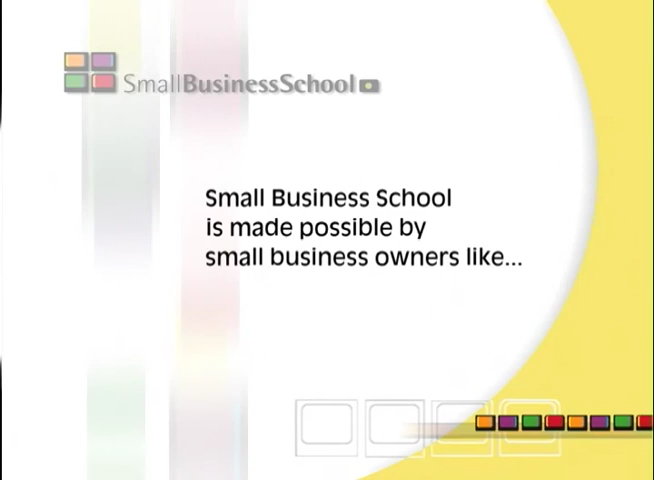 SmallBusinessSchool
Small Business School
is made possible by
small business owners like...